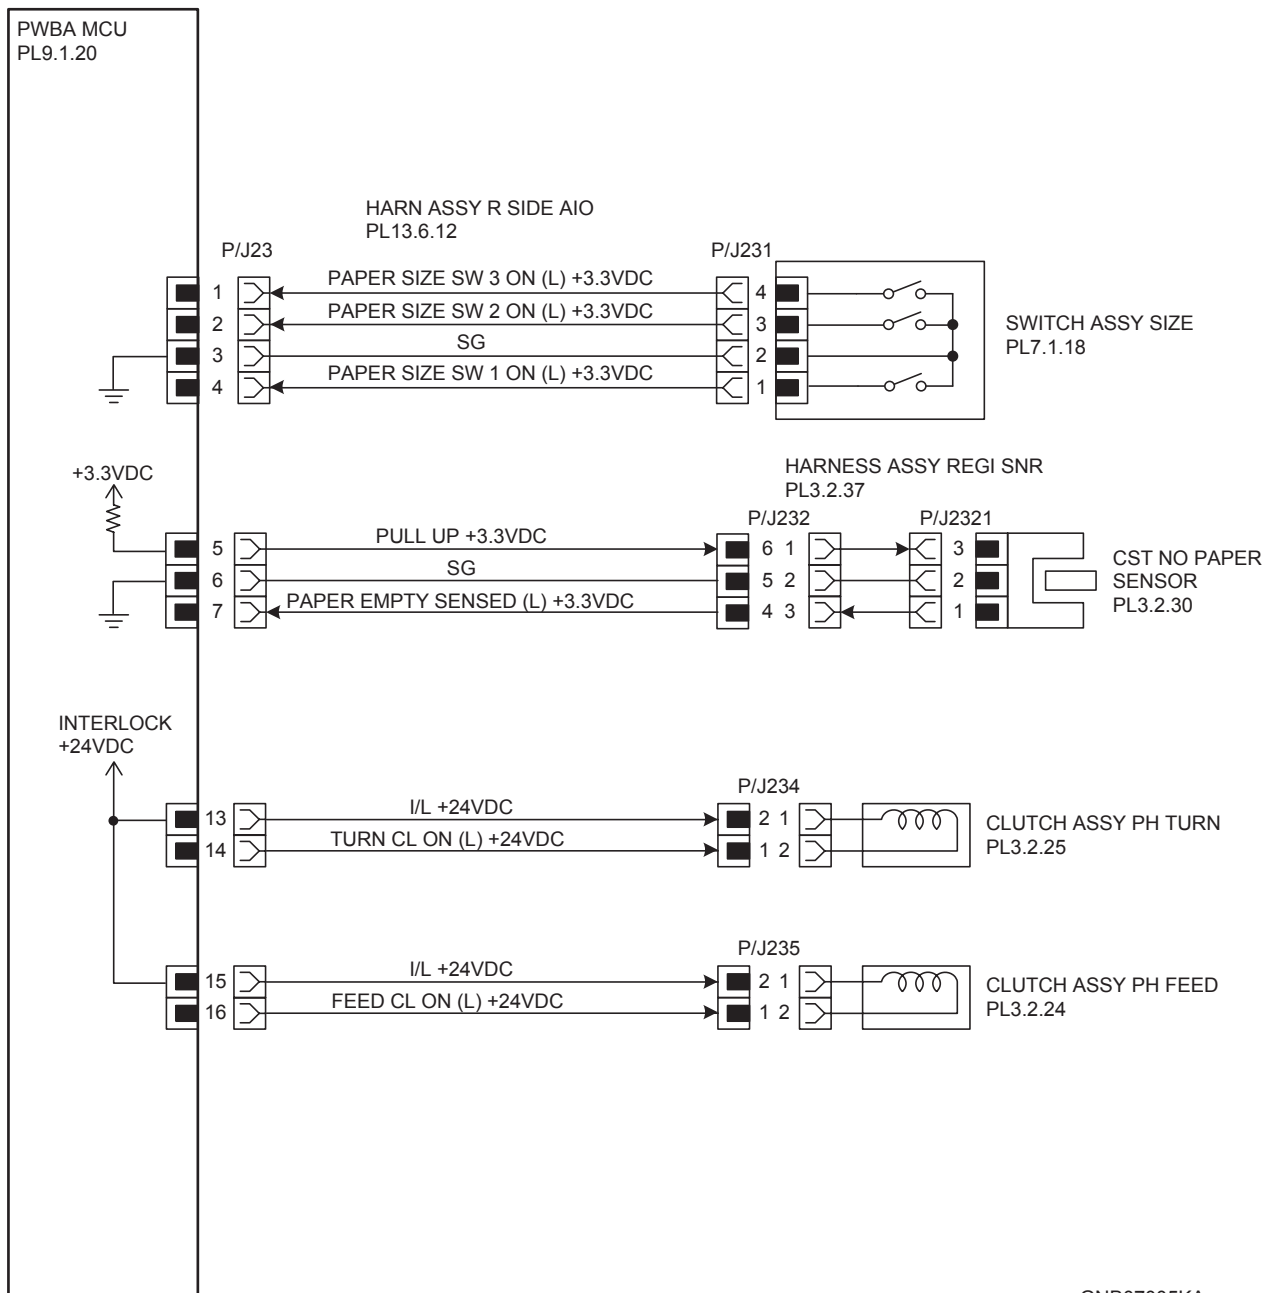 PWBA MCU
PL9.1.20
HARN ASSY R SIDE AIO
PL13.6.12
P/J23
P/J231
1 PAPER SIZE SW 3 ON (L) +3.3VDC 4
2 PAPER SIZE SW 2 ON (L) +3.3VDC 3
3 SG 2
4 PAPER SIZE SW 1 ON (L) +3.3VDC 1
SWITCH ASSY SIZE
PL7.1.18
+3.3VDC
HARNESS ASSY REGI SNR
PL3.2.37
P/J232
P/J2321
5 PULL UP +3.3VDC 6 1 3
6 SG 5 2 2
7 PAPER EMPTY SENSED (L) +3.3VDC 4 3 1
CST NO PAPER
SENSOR
PL3.2.30
INTERLOCK
+24VDC
P/J234
13 I/L +24VDC 2 1
14 TURN CL ON (L) +24VDC 1 2
CLUTCH ASSY PH TURN
PL3.2.25
P/J235
15 I/L +24VDC 2 1
16 FEED CL ON (L) +24VDC 1 2
CLUTCH ASSY PH FEED
PL3.2.24